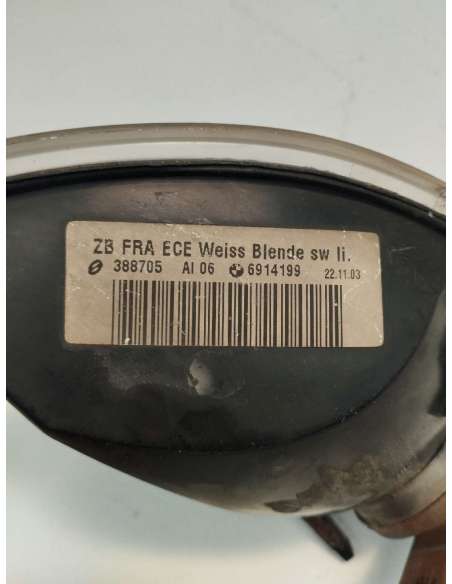 ZB FRA ECE Weiss Blende sw li.
388705 AI 06 6914199 22.11.03